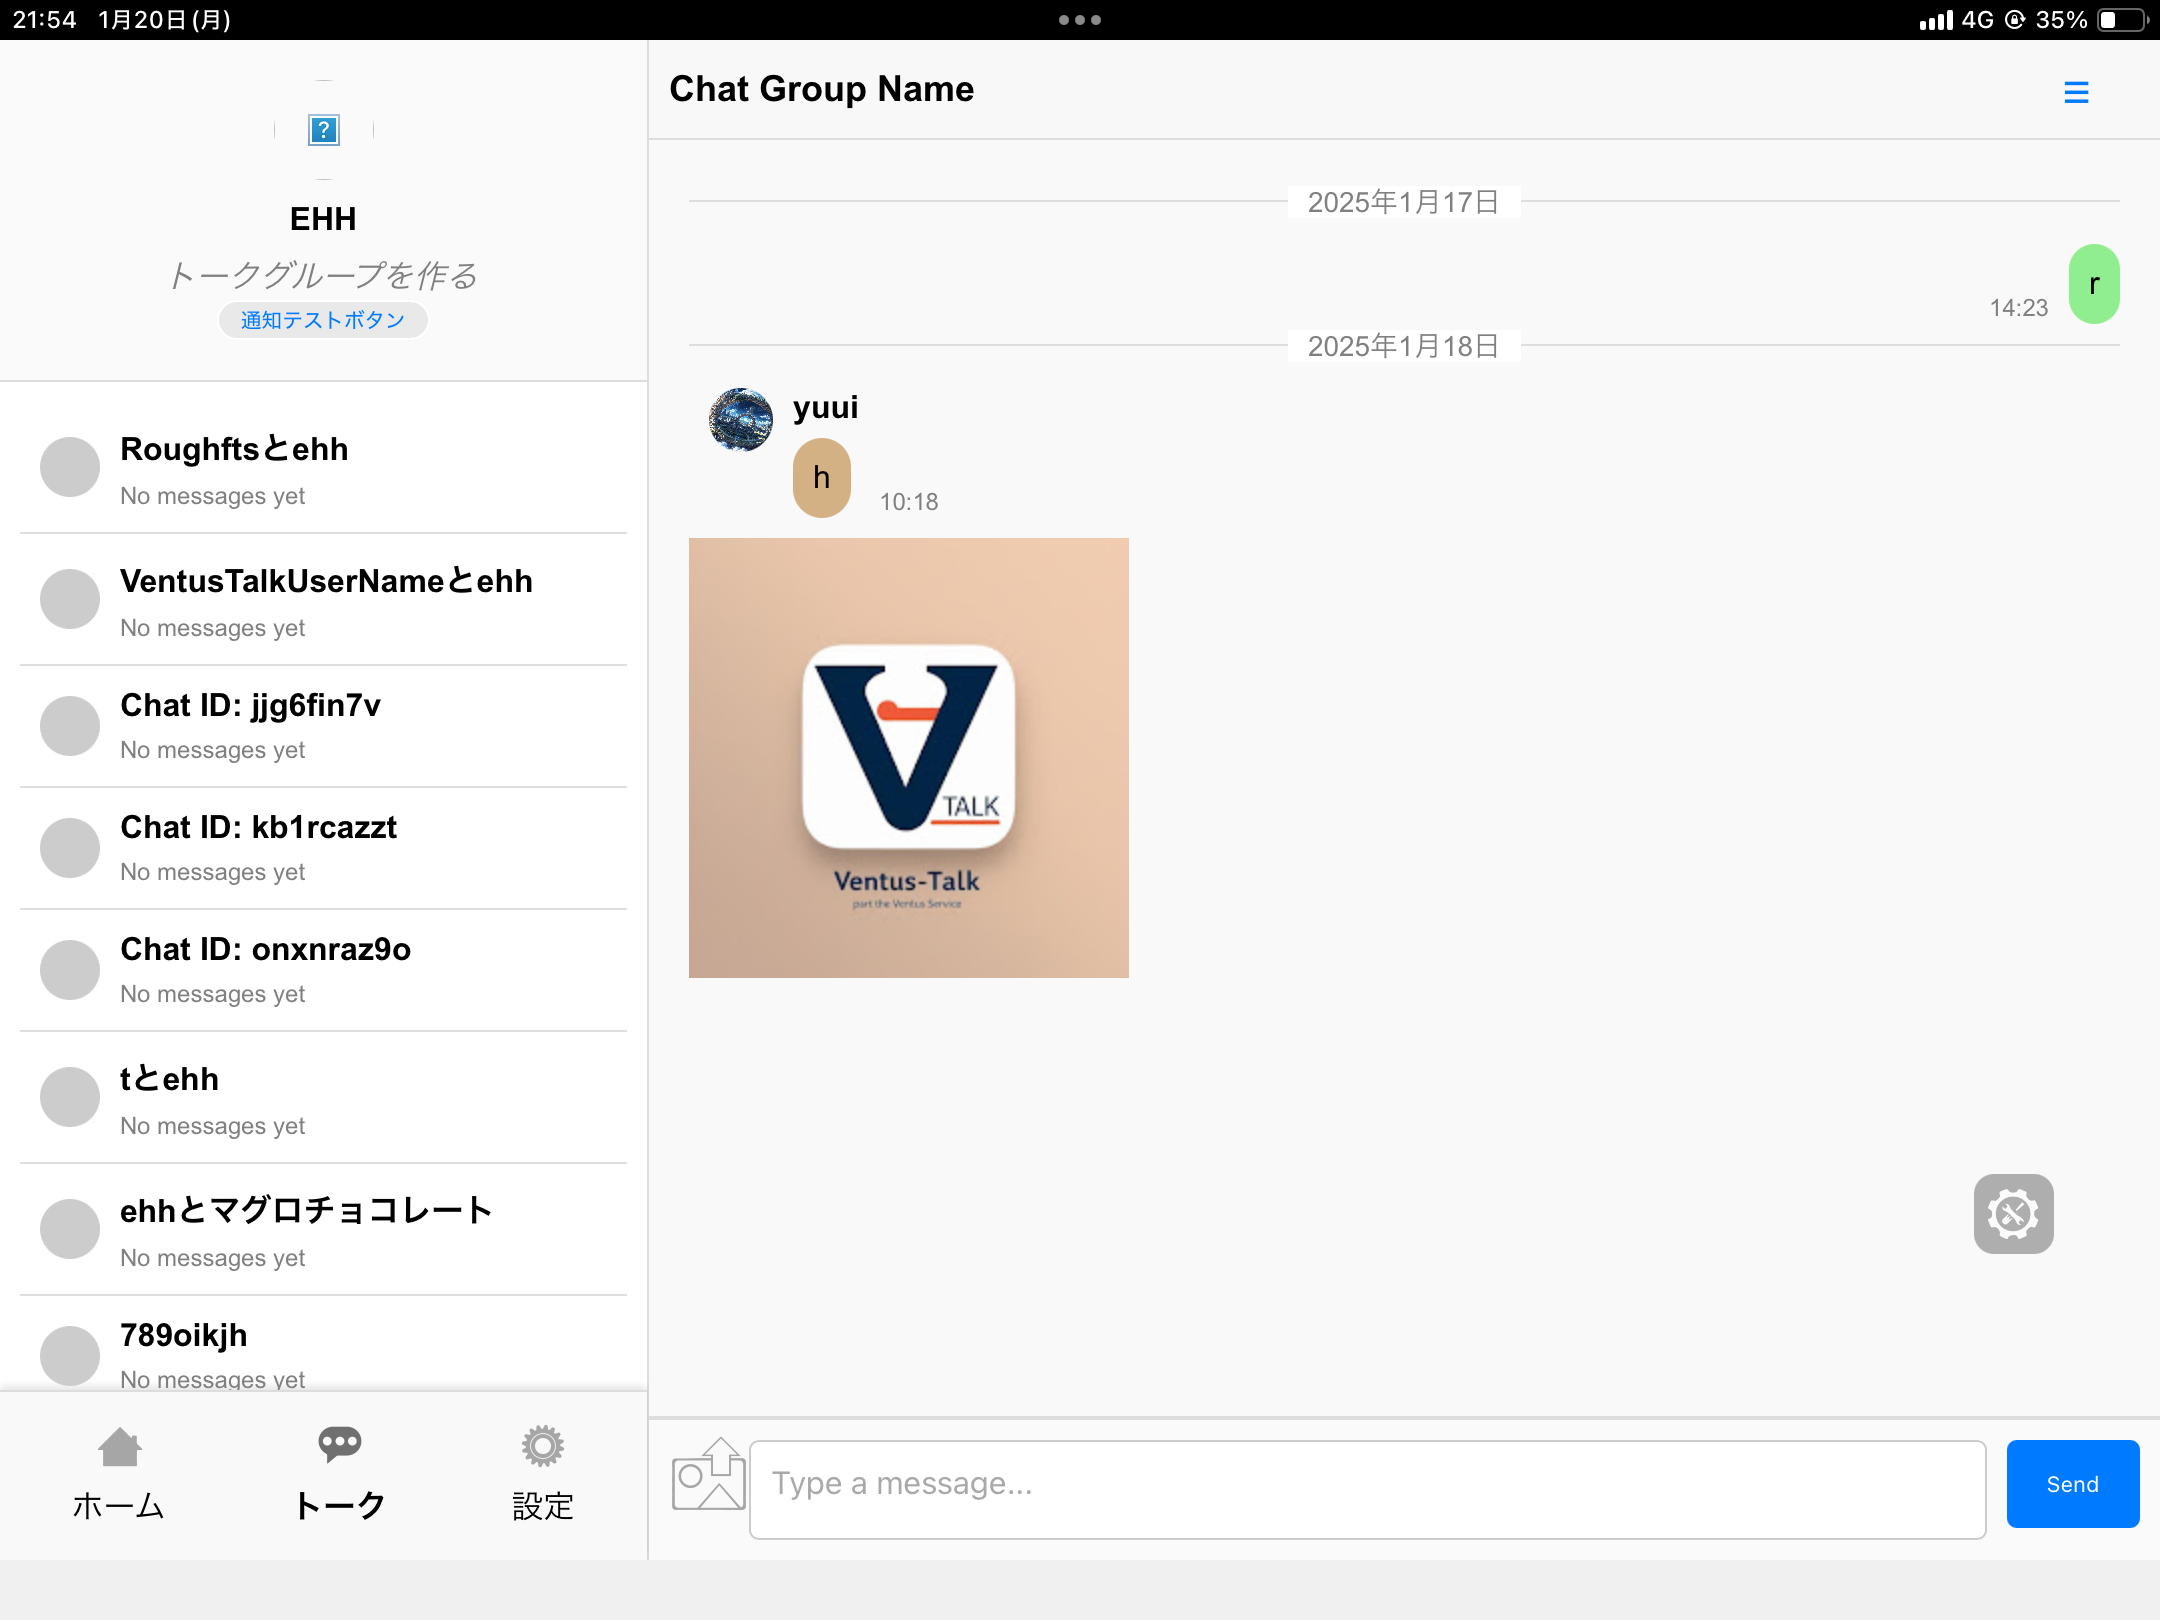 21:54 1月20日(月)
4G 35%
?
EHH
トークグループを作る
通知テストボタン
Roughftsとehh
No messages yet
VentusTalkUserNameとehh
No messages yet
Chat ID: jjg6fin7v
No messages yet
Chat ID: kb1rcazzt
No messages yet
Chat ID: onxnraz9o
No messages yet
tとehh
No messages yet
ehhとマグロチョコレート
No messages yet
789oikjh
No messages yet
ホーム
トーク
設定
Chat Group Name
2025年1月17日
r
14:23
2025年1月18日
yuui
h
10:18
V
TALK
Ventus-Talk
part the Ventus Service
Type a message...
Send